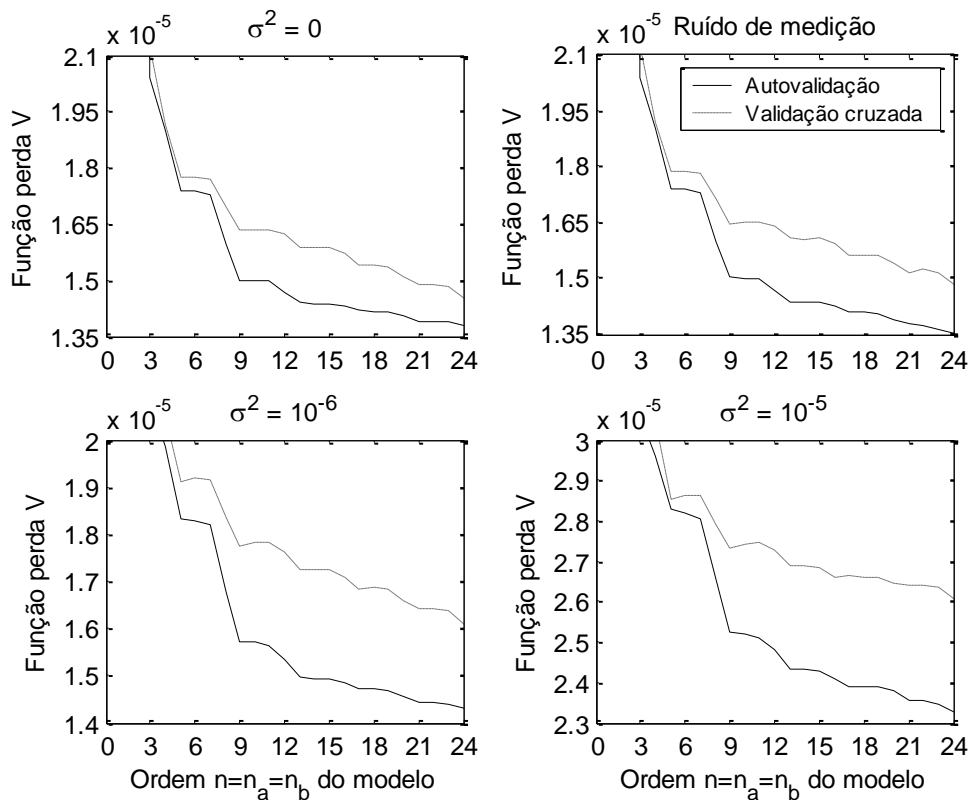 σ² = 0
x 10⁻⁵
Função perda V
2.1
1.95
1.8
1.65
1.5
1.35
0 3 6 9 12 15 18 21 24
Ruído de medição
x 10⁻⁵
Autovalidação
Validação cruzada
Função perda V
2.1
1.95
1.8
1.65
1.5
1.35
0 3 6 9 12 15 18 21 24
σ² = 10⁻⁶
x 10⁻⁵
Função perda V
2
1.9
1.8
1.7
1.6
1.5
1.4
0 3 6 9 12 15 18 21 24
Ordem n=nₐ=n_b do modelo
σ² = 10⁻⁵
x 10⁻⁵
Função perda V
3
2.9
2.8
2.7
2.6
2.5
2.4
2.3
0 3 6 9 12 15 18 21 24
Ordem n=nₐ=n_b do modelo